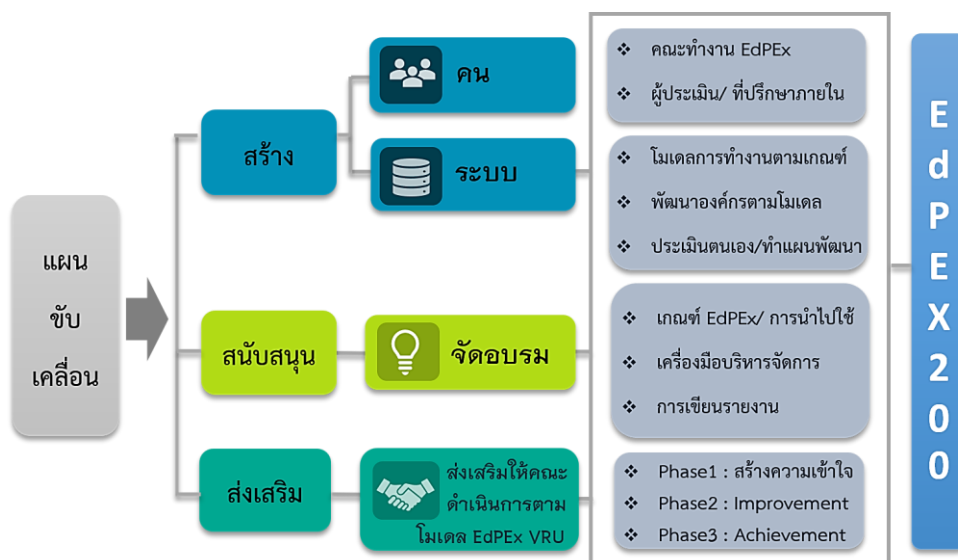 แผน
ขับ
เคลื่อน
สร้าง
คน
ระบบ
❖ คณะทำงาน EdPEx
❖ ผู้ประเมิน/ ที่ปรึกษาภายใน
❖ โมเดลการทำงานตามเกณฑ์
❖ พัฒนาองค์กรตามโมเดล
❖ ประเมินตนเอง/ทำแผนพัฒนา
สนับสนุน
จัดอบรม
❖ เกณฑ์ EdPEx/ การนำไปใช้
❖ เครื่องมือบริหารจัดการ
❖ การเขียนรายงาน
ส่งเสริม
ส่งเสริมให้คณะ
ดำเนินการตาม
โมเดล EdPEx VRU
❖ Phase1 : สร้างความเข้าใจ
❖ Phase2 : Improvement
❖ Phase3 : Achievement
E
d
P
E
X
2
0
0